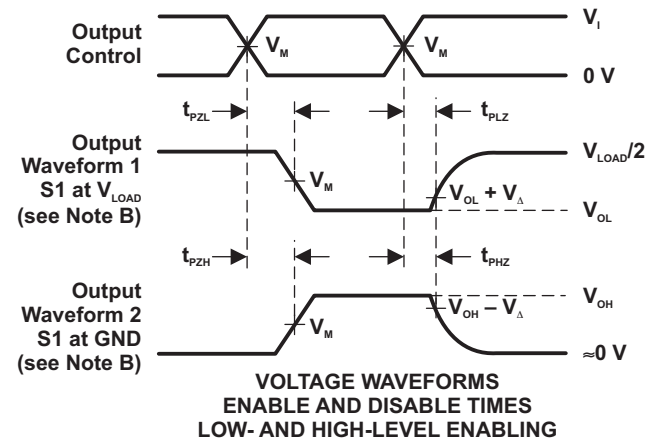 Output
Control
V_M
V_M
V_I
0 V
t_PZL
t_PLZ
Output
Waveform 1
S1 at V_LOAD
(see Note B)
V_M
V_OL + V_Δ
V_LOAD/2
V_OL
t_PZH
t_PHZ
Output
Waveform 2
S1 at GND
(see Note B)
V_M
V_OH − V_Δ
V_OH
≈0 V
VOLTAGE WAVEFORMS
ENABLE AND DISABLE TIMES
LOW- AND HIGH-LEVEL ENABLING